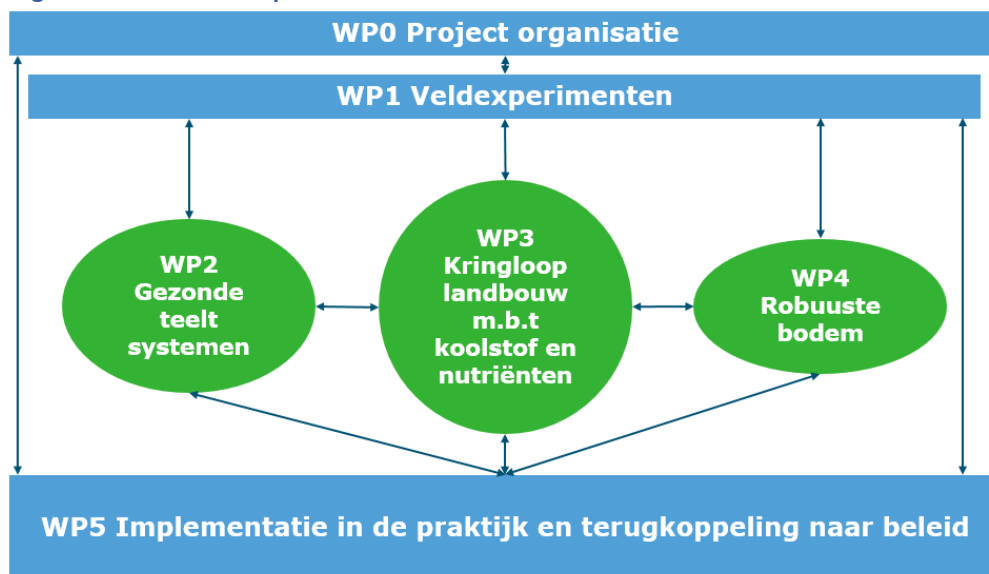 WP0 Project organisatie
WP1 Veldexperimenten
WP2
Gezonde
teelt
systemen
WP3
Kringloop
landbouw
m.b.t
koolstof en
nutriënten
WP4
Robuuste
bodem
WP5 Implementatie in de praktijk en terugkoppeling naar beleid